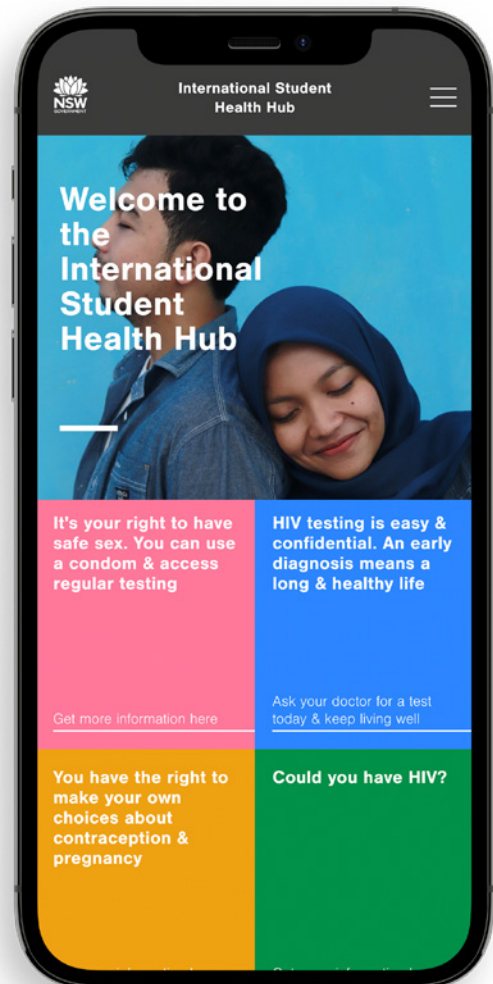 NSW
GOVERNMENT
International Student
Health Hub
Welcome to
the
International
Student
Health Hub
It's your right to have
safe sex. You can use
a condom & access
regular testing
Get more information here
HIV testing is easy &
confidential. An early
diagnosis means a
long & healthy life
Ask your doctor for a test
today & keep living well
You have the right to
make your own
choices about
contraception &
pregnancy
Could you have HIV?